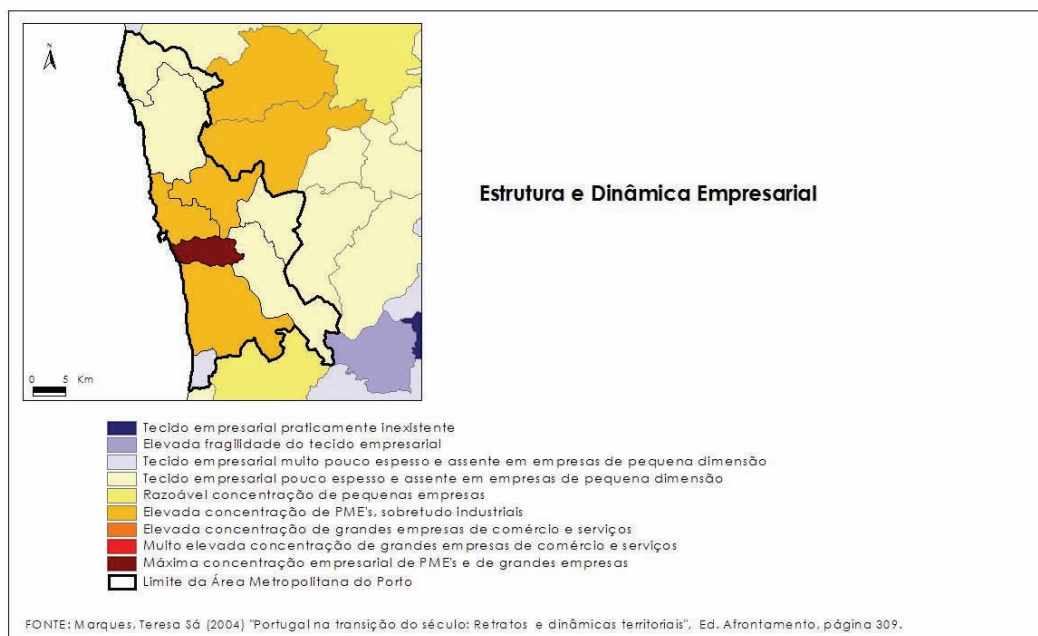 N
Estrutura e Dinâmica Empresarial
0 5 Km
Tecido empresarial praticamente inexistente
Elevada fragilidade do tecido empresarial
Tecido empresarial muito pouco espesso e assente em empresas de pequena dimensão
Tecido empresarial pouco espesso e assente em empresas de pequena dimensão
Razoável concentração de pequenas empresas
Elevada concentração de PME's, sobretudo industriais
Elevada concentração de grandes empresas de comércio e serviços
Muito elevada concentração de grandes empresas de comércio e serviços
Máxima concentração empresarial de PME's e de grandes empresas
Limite da Área Metropolitana do Porto
FONTE: Marques, Teresa Sá (2004) "Portugal na transição do século: Retratos e dinâmicas territoriais", Ed. Afrontamento, página 309.